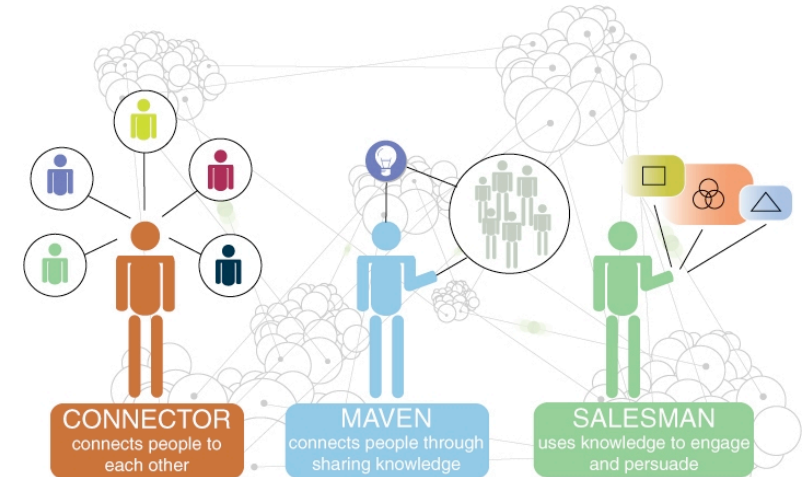 CONNECTOR
connects people to
each other
MAVEN
connects people through
sharing knowledge
SALESMAN
uses knowledge to engage
and persuade